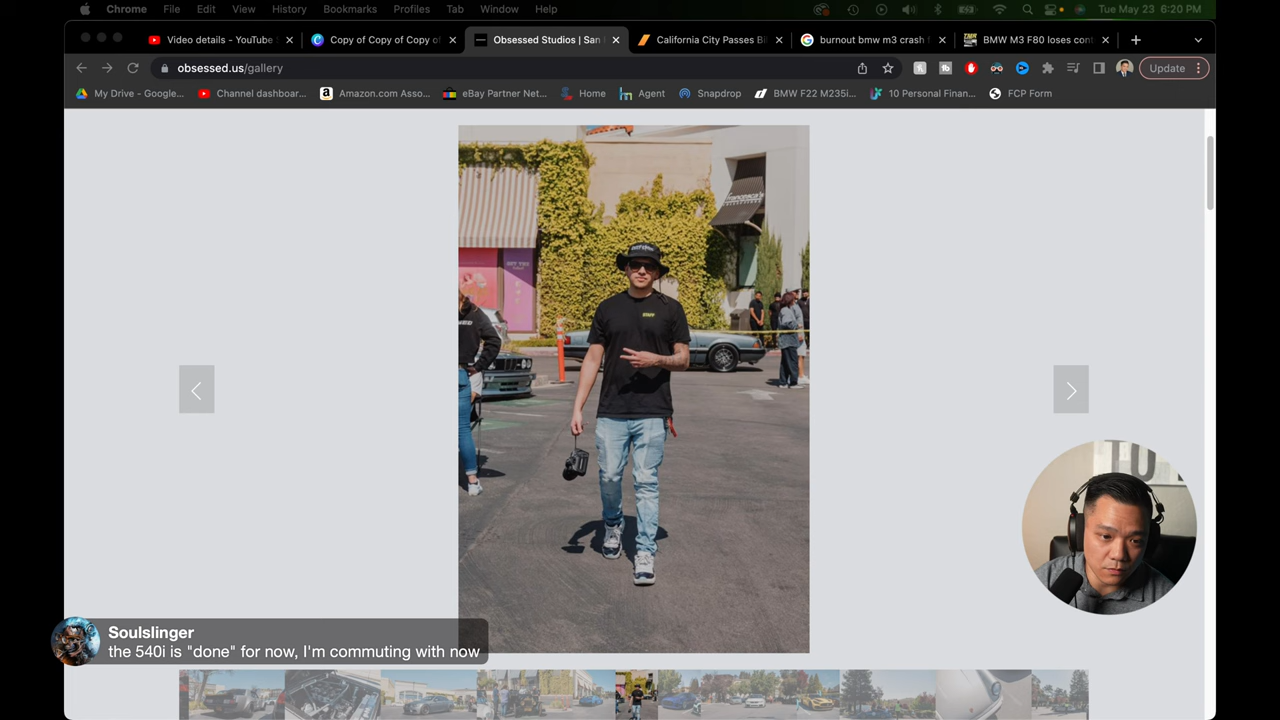 Chrome File Edit View History Bookmarks Profiles Tab Window Help Tue May 23 6:20 PM
Video details - YouTube Copy of Copy of Copy of Obsessed Studios | San California City Passes Bi burnout bmw m3 crash BMW M3 F80 loses con
obsessed.us/gallery Update
My Drive - Google... Channel dashboar... Amazon.com Asso... eBay Partner Net... Home Agent Snapdrop BMW F22 M235i... 10 Personal Finan... FCP Form
STAFF
Soulslinger
the 540i is "done" for now, I'm commuting with now